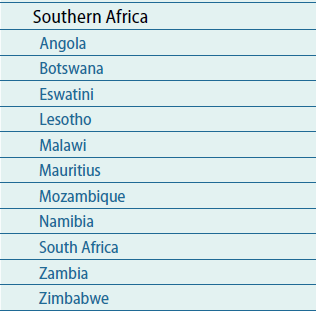 Southern Africa
Angola
Botswana
Eswatini
Lesotho
Malawi
Mauritius
Mozambique
Namibia
South Africa
Zambia
Zimbabwe